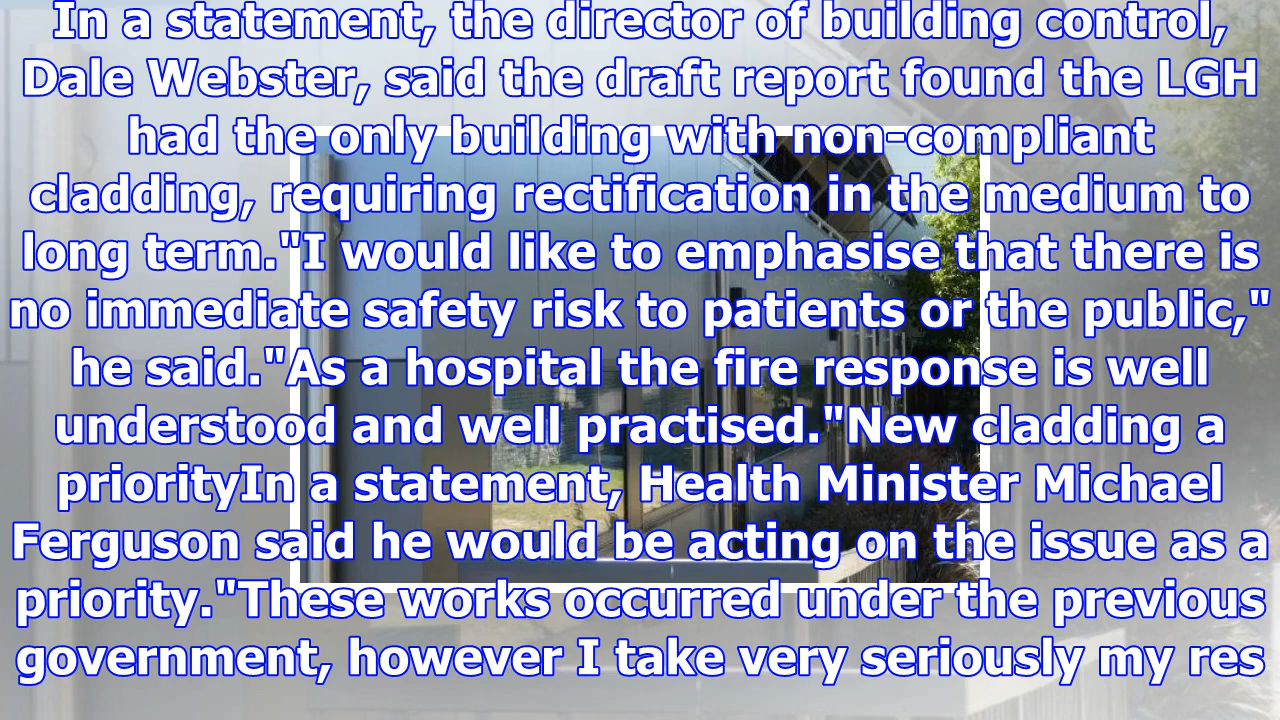 In a statement, the director of building control,
Dale Webster, said the draft report found the LGH
had the only building with non-compliant
cladding, requiring rectification in the medium to
long term."I would like to emphasise that there is
no immediate safety risk to patients or the public,"
he said."As a hospital the fire response is well
understood and well practised."New cladding a
priorityIn a statement, Health Minister Michael
Ferguson said he would be acting on the issue as a
priority."These works occurred under the previous
government, however I take very seriously my res